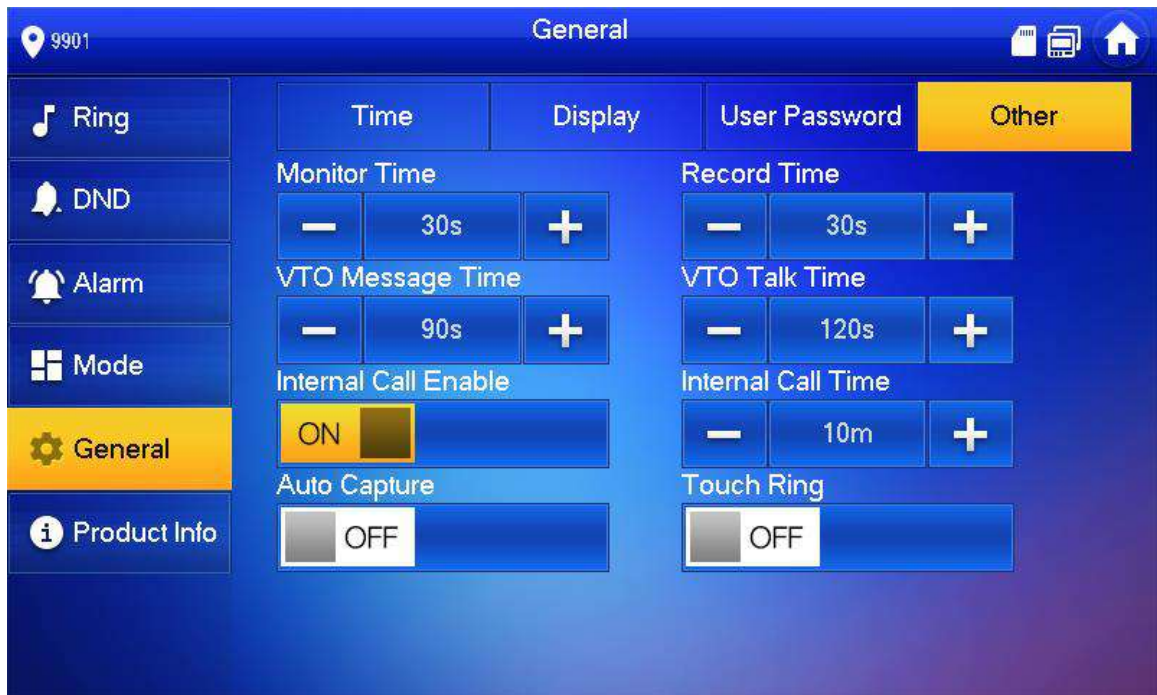 9901
General
Ring
DND
Alarm
Mode
General
Product Info
Time Display User Password Other
Monitor Time Record Time
30s 30s
VTO Message Time VTO Talk Time
90s 120s
Internal Call Enable Internal Call Time
ON 10m
Auto Capture Touch Ring
OFF OFF